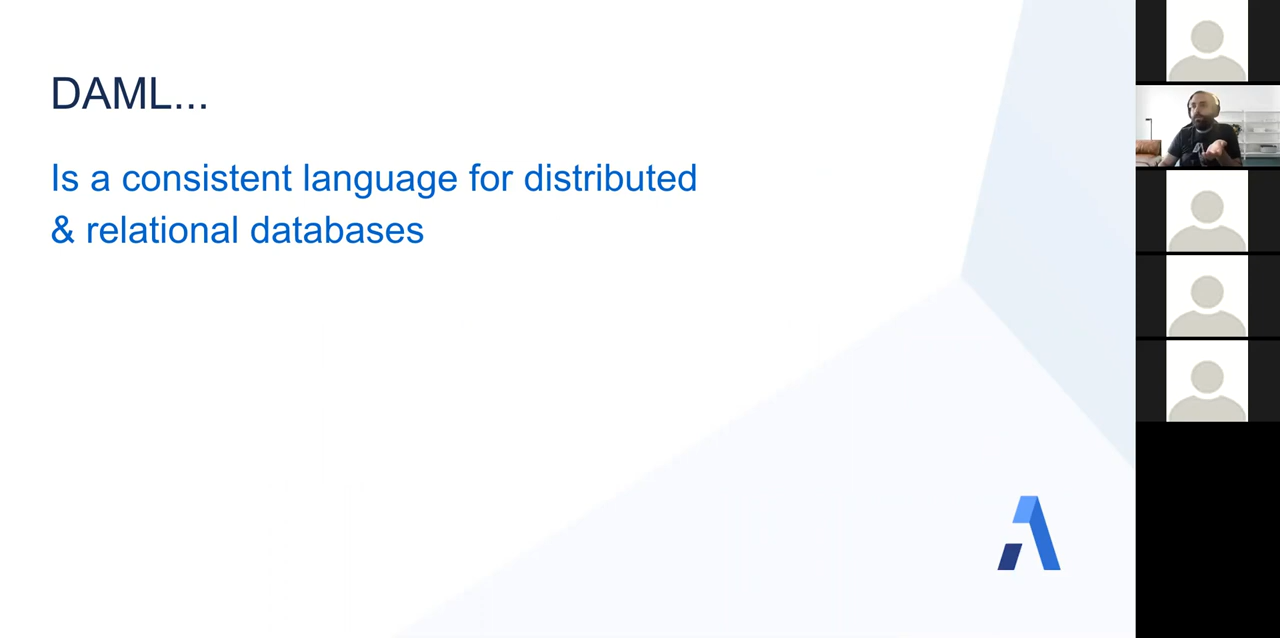 DAML...
Is a consistent language for distributed
& relational databases